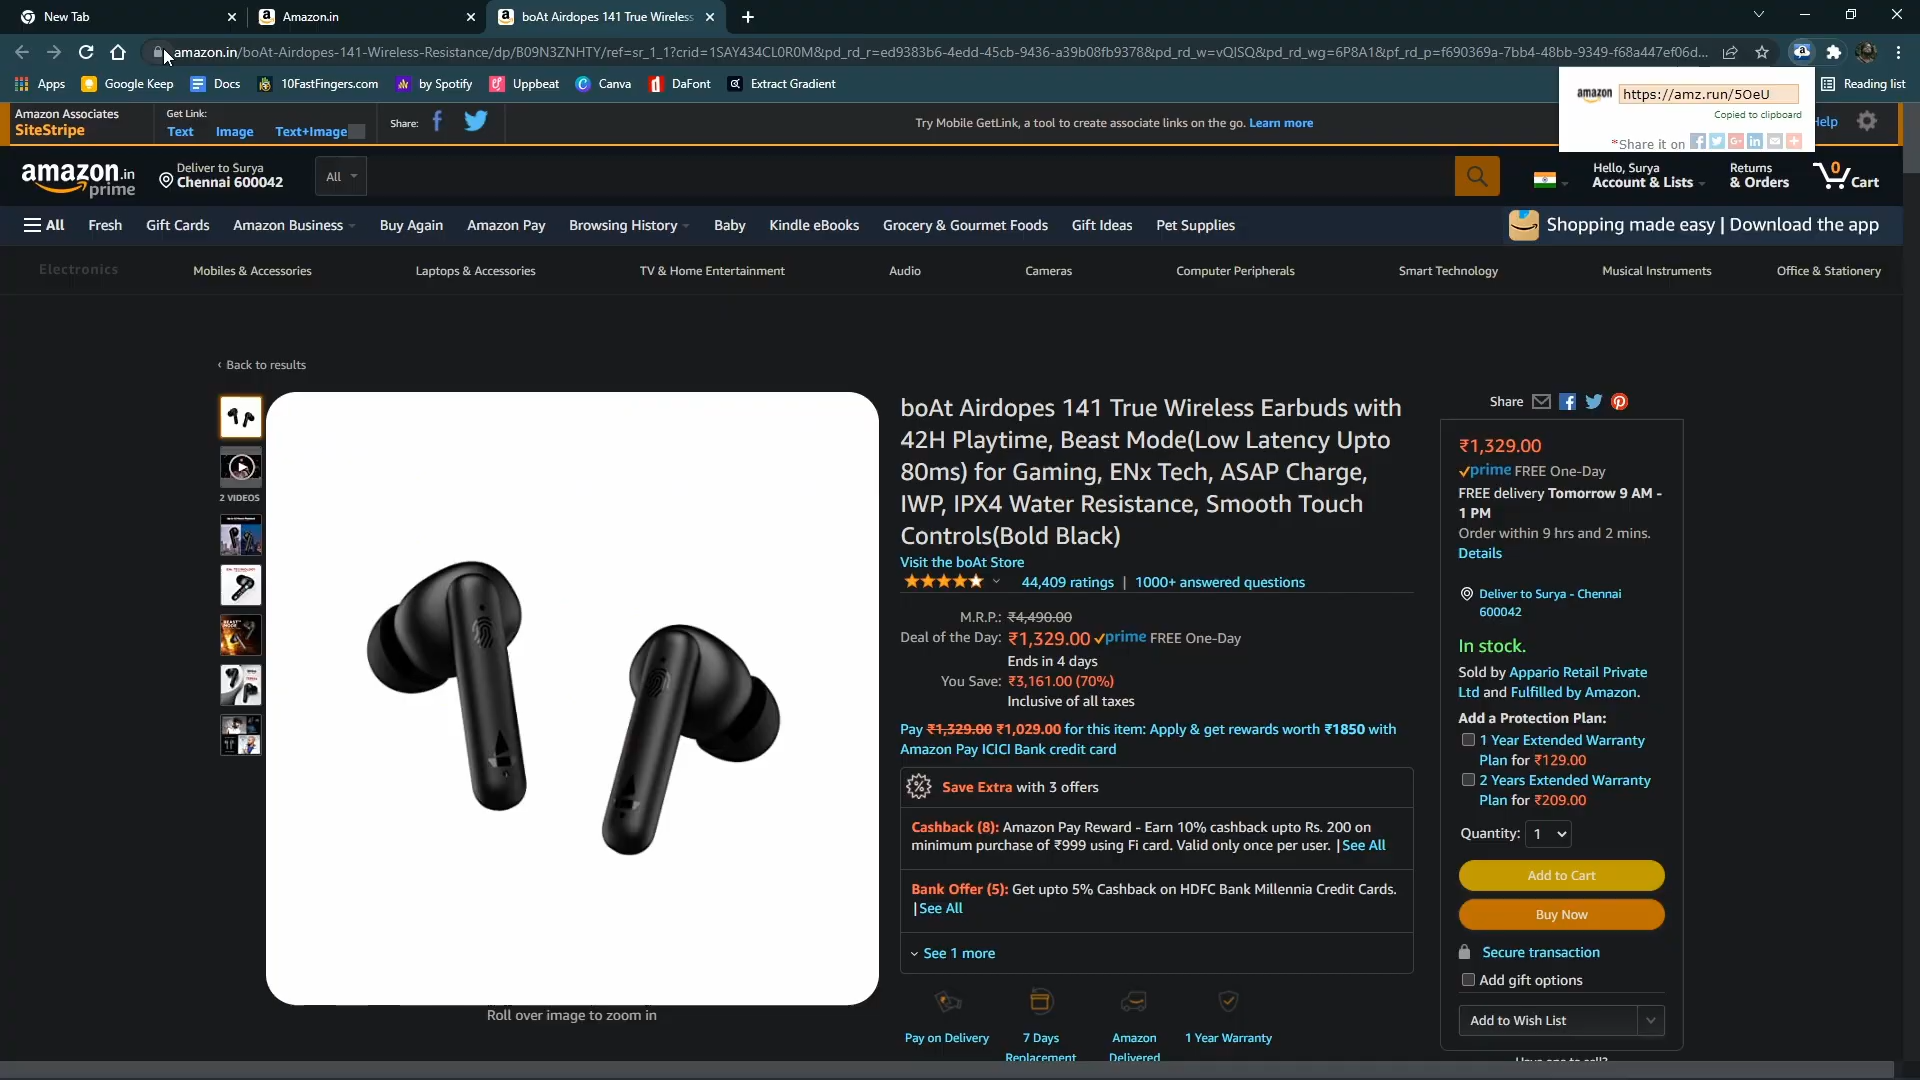 New Tab
Amazon.in
boAt Airdopes 141 True Wireless
amazon.in/boAt-Airdopes-141-Wireless-Resistance/dp/B09N3ZNHTY/ref=sr_1_1?crid=1SAY434CL0R0M&pd_rd_r=ed9383b6-4edd-45cb-9436-a39b08fb9378&pd_rd_w=vQISQ&pd_rd_wg=6P8A1&pf_rd_p=f690369a-7bb4-48bb-9349-f68a447ef06d...
Apps
Google Keep
Docs
10FastFingers.com
by Spotify
Uppbeat
Canva
DaFont
Extract Gradient
Reading list
amazon
https://amz.run/5OeU
Copied to clipboard
*Share it on
Amazon Associates
SiteStripe
Get Link:
Text
Image
Text+Image
Share:
Try Mobile GetLink, a tool to create associate links on the go. Learn more
Help
amazon.in
prime
Deliver to Surya
Chennai 600042
All
Hello, Surya
Account & Lists
Returns
& Orders
0
Cart
All
Fresh
Gift Cards
Amazon Business
Buy Again
Amazon Pay
Browsing History
Baby
Kindle eBooks
Grocery & Gourmet Foods
Gift Ideas
Pet Supplies
Shopping made easy | Download the app
Electronics
Mobiles & Accessories
Laptops & Accessories
TV & Home Entertainment
Audio
Cameras
Computer Peripherals
Smart Technology
Musical Instruments
Office & Stationery
‹ Back to results
2 VIDEOS
Roll over image to zoom in
boAt Airdopes 141 True Wireless Earbuds with
42H Playtime, Beast Mode(Low Latency Upto
80ms) for Gaming, ENx Tech, ASAP Charge,
IWP, IPX4 Water Resistance, Smooth Touch
Controls(Bold Black)
Visit the boAt Store
44,409 ratings | 1000+ answered questions
M.R.P.: ₹4,490.00
Deal of the Day: ₹1,329.00 prime FREE One-Day
Ends in 4 days
You Save: ₹3,161.00 (70%)
Inclusive of all taxes
Pay ₹1,329.00 ₹1,029.00 for this item: Apply & get rewards worth ₹1850 with
Amazon Pay ICICI Bank credit card
Save Extra with 3 offers
Cashback (8): Amazon Pay Reward - Earn 10% cashback upto Rs. 200 on
minimum purchase of ₹999 using Fi card. Valid only once per user. | See All
Bank Offer (5): Get upto 5% Cashback on HDFC Bank Millennia Credit Cards.
| See All
See 1 more
Pay on Delivery
7 Days
Replacement
Amazon
Delivered
1 Year Warranty
Share
₹1,329.00
prime FREE One-Day
FREE delivery Tomorrow 9 AM -
1 PM
Order within 9 hrs and 2 mins.
Details
Deliver to Surya - Chennai
600042
In stock.
Sold by Appario Retail Private
Ltd and Fulfilled by Amazon.
Add a Protection Plan:
1 Year Extended Warranty
Plan for ₹129.00
2 Years Extended Warranty
Plan for ₹209.00
Quantity: 1
Add to Cart
Buy Now
Secure transaction
Add gift options
Add to Wish List